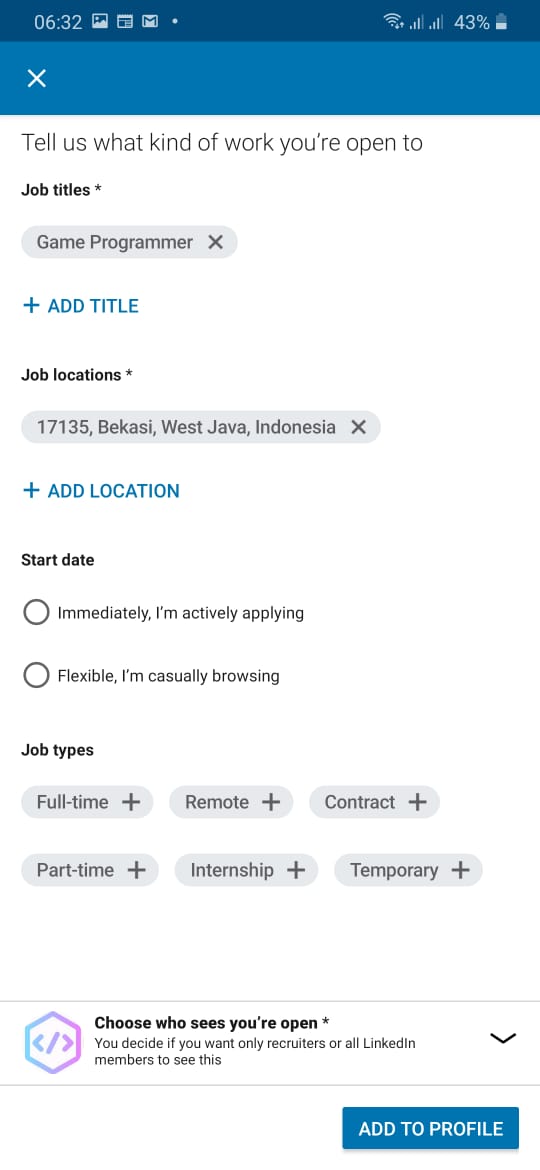 06:32
43%
Tell us what kind of work you're open to
Job titles *
Game Programmer
ADD TITLE
Job locations *
17135, Bekasi, West Java, Indonesia
ADD LOCATION
Start date
Immediately, I'm actively applying
Flexible, I'm casually browsing
Job types
Full-time
Remote
Contract
Part-time
Internship
Temporary
Choose who sees you're open *
You decide if you want only recruiters or all LinkedIn
members to see this
ADD TO PROFILE